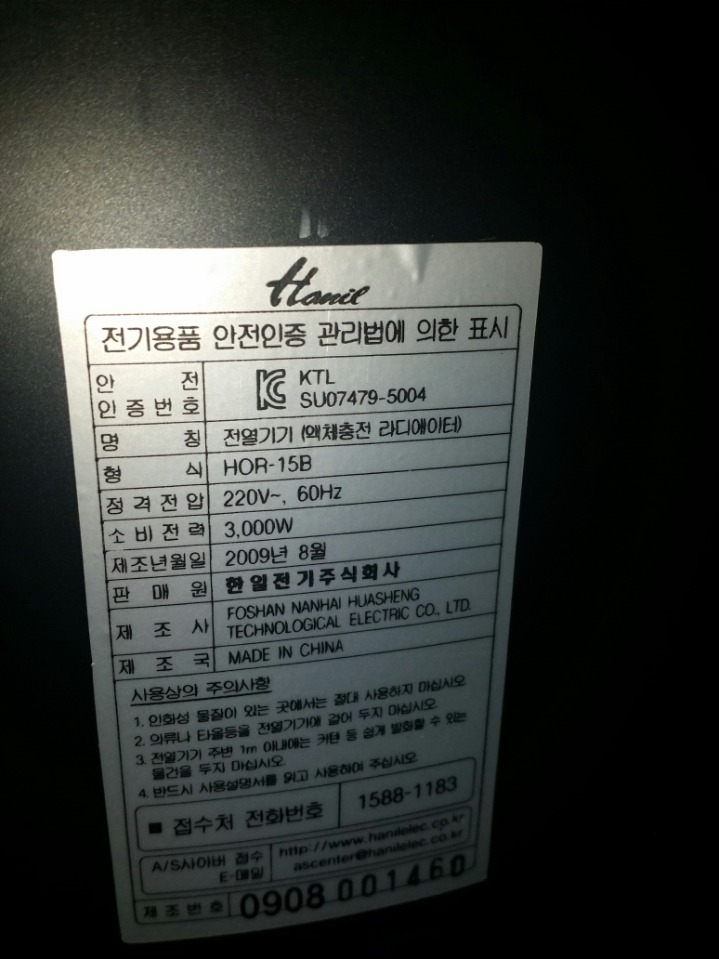 Hanil
전기용품 안전인증 관리법에 의한 표시
안 전
인증번호
KTL
SU07479-5004
명 칭 전열기기 (액체충전 라디에이터)
형 식 HOR-15B
정격전압 220V~, 60Hz
소비전력 3,000W
제조년월일 2009년 8월
판 매 원 한일전기주식회사
제 조 사 FOSHAN NANHAI HUASHENG
TECHNOLOGICAL ELECTRIC CO., LTD.
제 조 국 MADE IN CHINA
사용상의 주의사항
1. 인화성 물질이 있는 곳에서는 절대 사용하지 마십시오
2. 의류나 타올등을 전열기기에 걸어 두지 마십시오
3. 전열기기 주변 1m 이내에는 커텐 등 쉽게 발화할 수 있는
물건을 두지 마십시오
4. 반드시 사용설명서를 읽고 사용하여 주십시오
■ 접수처 전화번호 1588-1183
A/S사이버 접수
E-메일
http://www.hanilelec.co.kr
ascenter@hanilelec.co.kr
제조번호 0908 001460